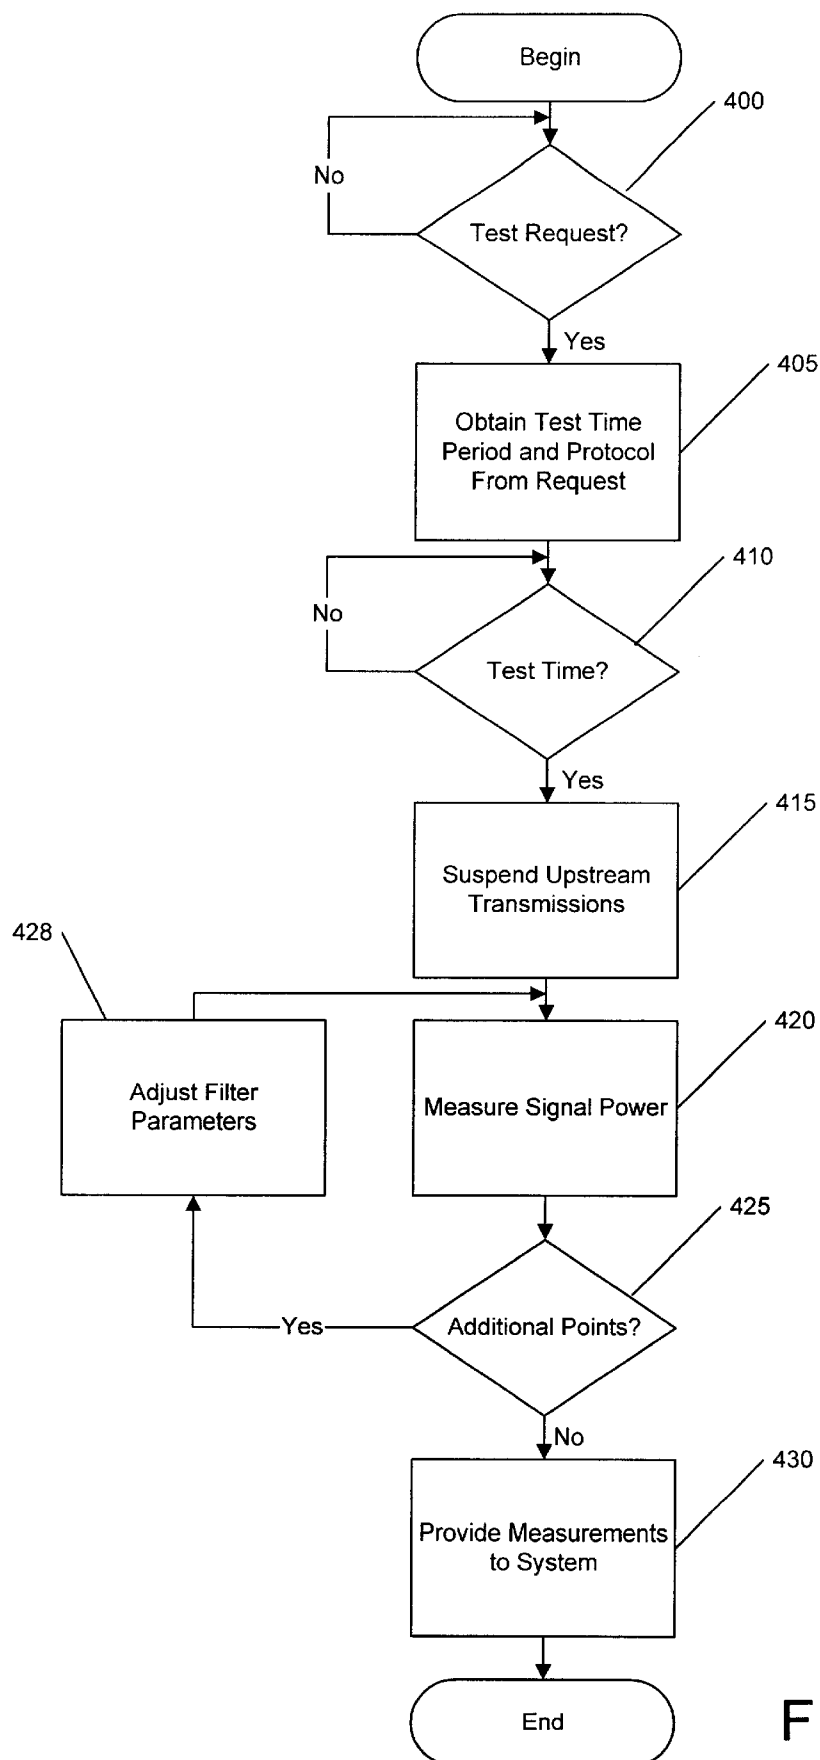 Begin
400
No
Test Request?
Yes
405
Obtain Test Time
Period and Protocol
From Request
410
No
Test Time?
Yes
415
Suspend Upstream
Transmissions
428
420
Adjust Filter
Parameters
Measure Signal Power
425
Yes
Additional Points?
No
430
Provide Measurements
to System
End
F